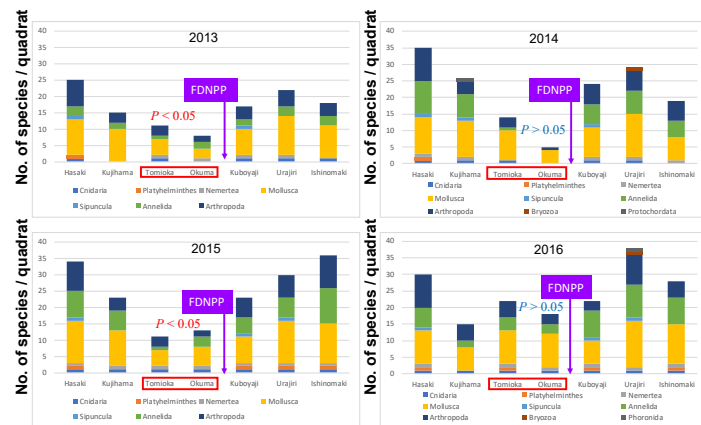 2013
No. of species / quadrat
40
35
30
25
20
15
10
5
0
FDNPP
P < 0.05
Hasaki Kujihama Tomioka Okuma Kuboyaji Urajiri Ishinomaki
Cnidaria Platyhelminthes Nemertea Mollusca
Sipuncula Annelida Arthropoda
2014
No. of species / quadrat
40
35
30
25
20
15
10
5
0
FDNPP
P > 0.05
Hasaki Kujihama Tomioka Okuma Kuboyaji Urajiri Ishinomaki
Cnidaria Platyhelminthes Nemertea
Mollusca Sipuncula Annelida
Arthropoda Bryozoa Protochordata
2015
No. of species / quadrat
40
35
30
25
20
15
10
5
0
FDNPP
P < 0.05
Hasaki Kujihama Tomioka Okuma Kuboyaji Urajiri Ishinomaki
Cnidaria Platyhelminthes Nemertea Mollusca
Sipuncula Annelida Arthropoda
2016
No. of species / quadrat
40
35
30
25
20
15
10
5
0
FDNPP
P > 0.05
Hasaki Kujihama Tomioka Okuma Kuboyaji Urajiri Ishinomaki
Cnidaria Platyhelminthes Nemertea
Mollusca Sipuncula Annelida
Arthropoda Bryozoa Phoronida